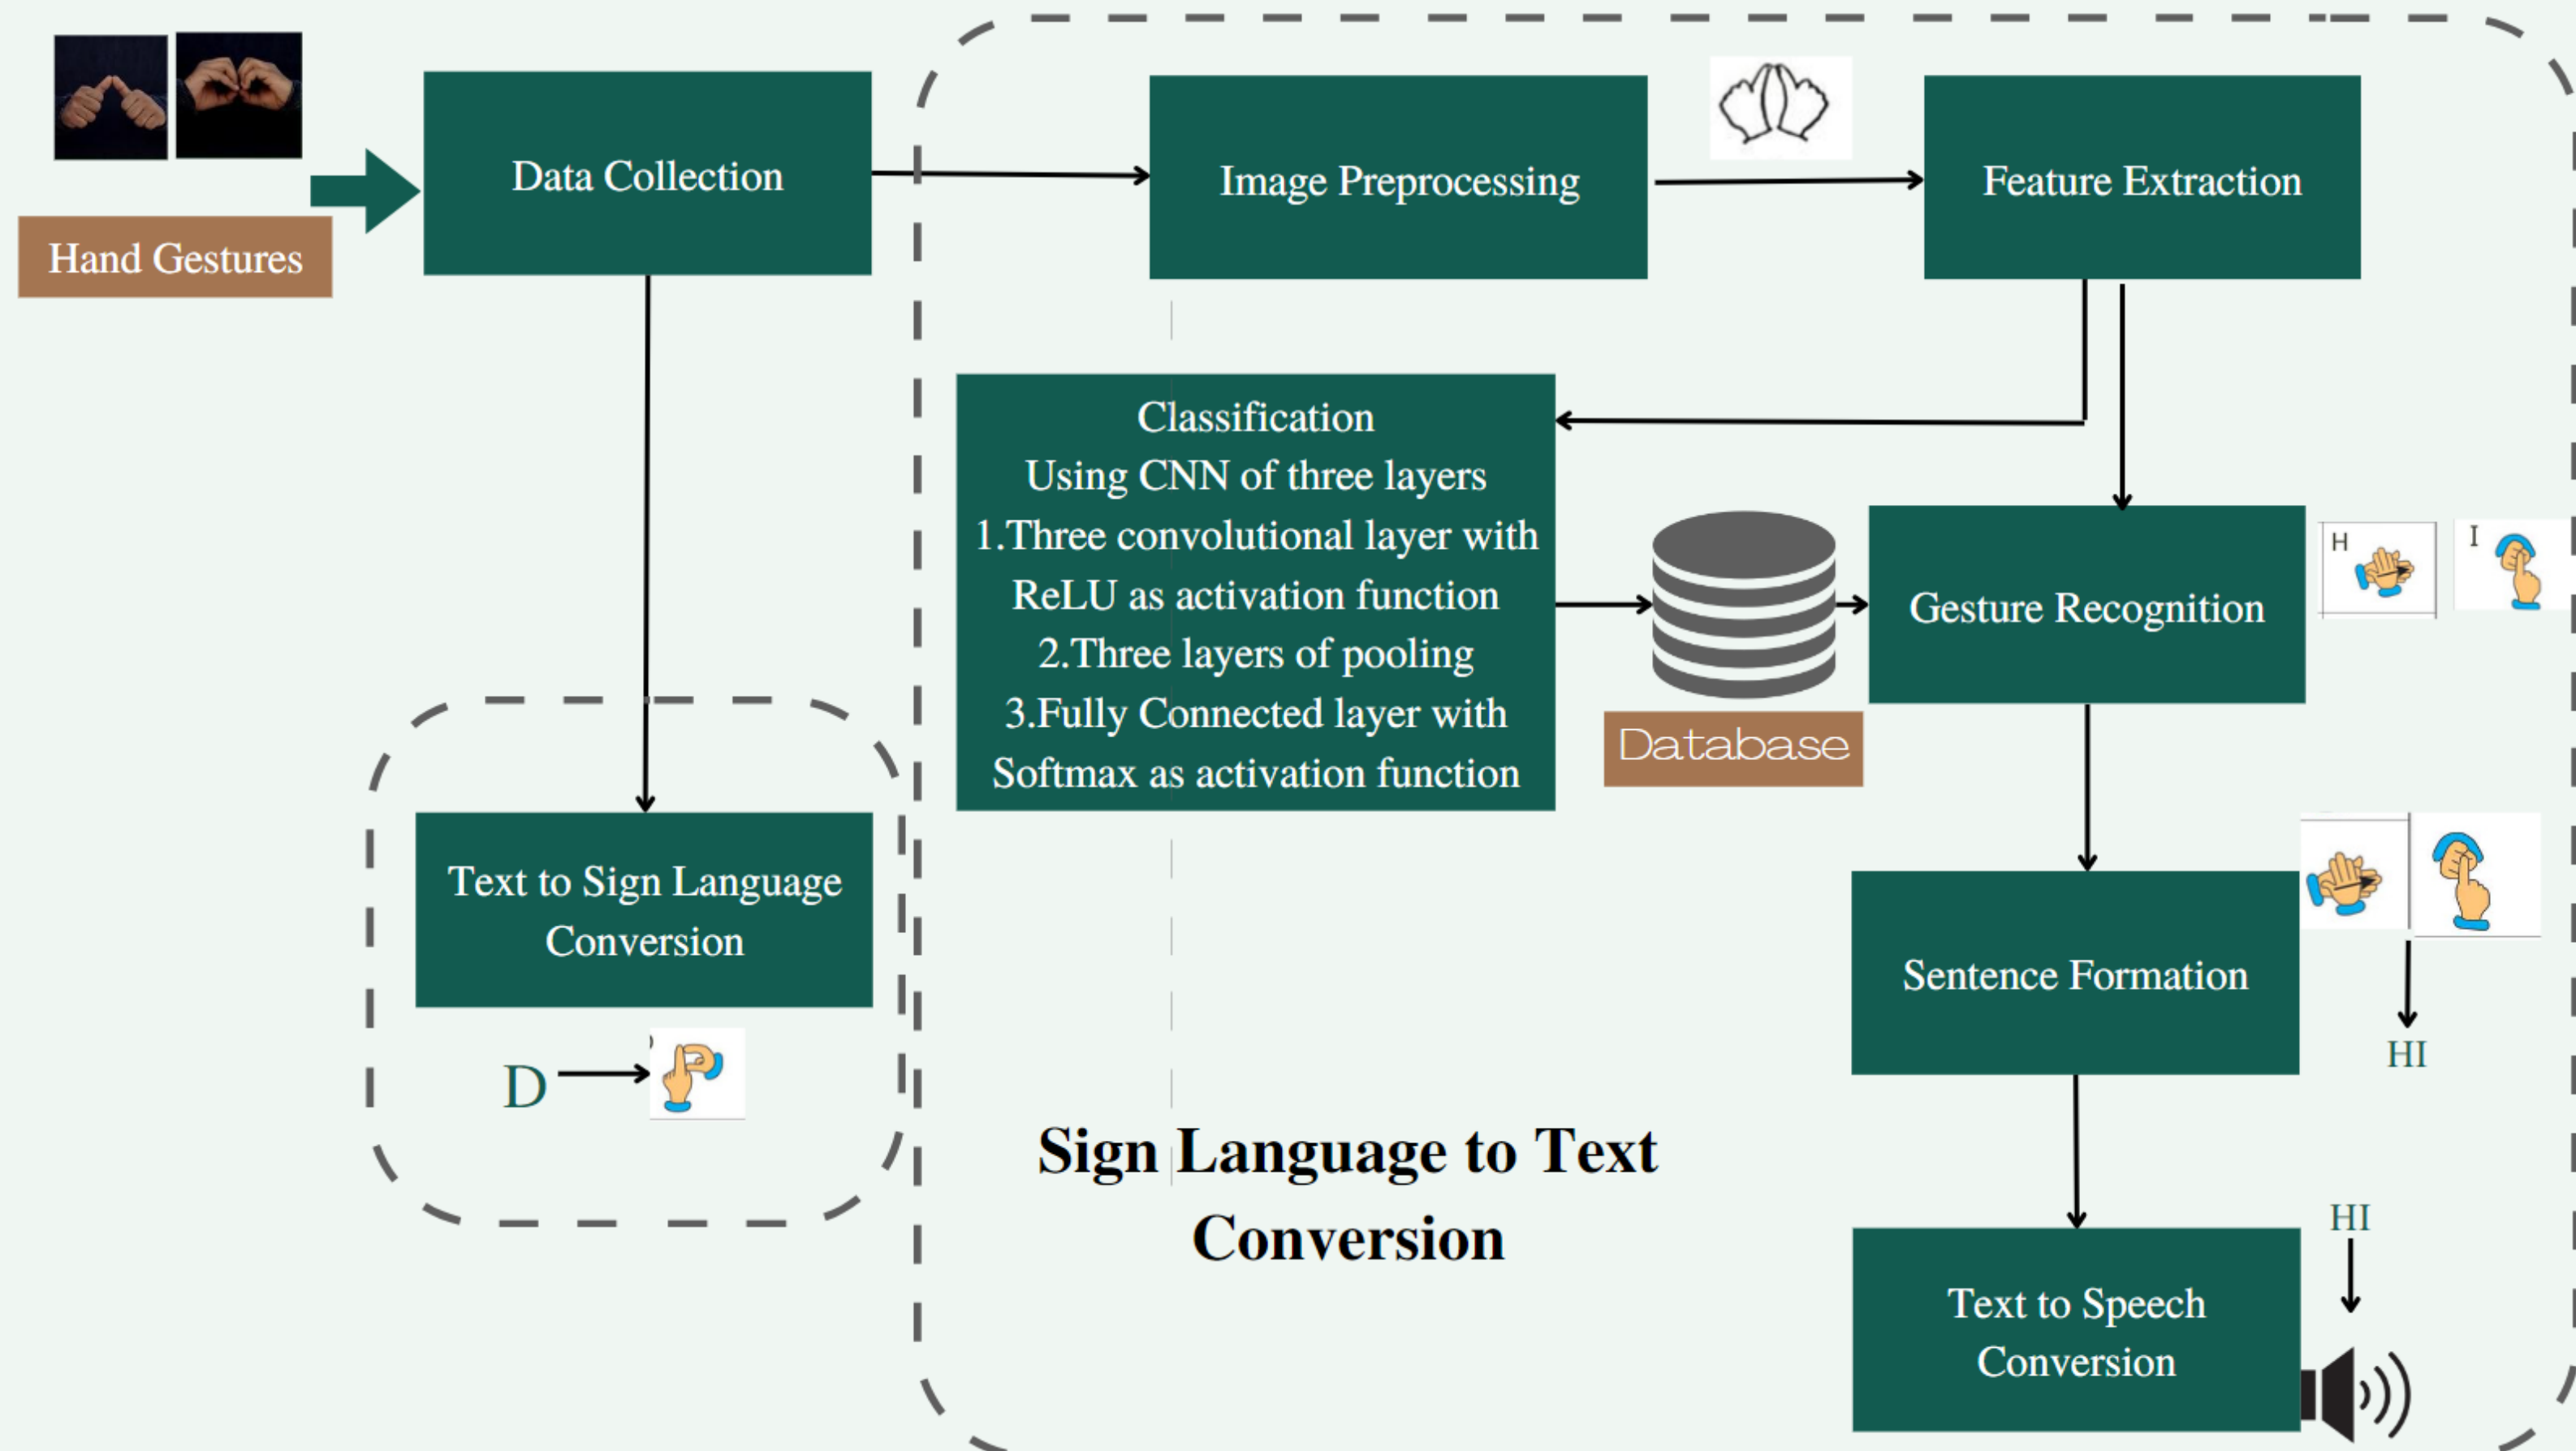 Hand Gestures
Data Collection
Image Preprocessing
Feature Extraction
Classification
Using CNN of three layers
1.Three convolutional layer with
ReLU as activation function
2.Three layers of pooling
3.Fully Connected layer with
Softmax as activation function
Database
Gesture Recognition
H
I
Text to Sign Language
Conversion
D
Sentence Formation
HI
Sign Language to Text
Conversion
HI
Text to Speech
Conversion